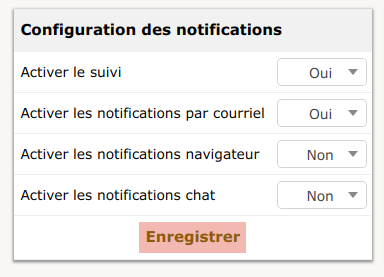 Configuration des notifications
Activer le suivi Oui
Activer les notifications par courriel Oui
Activer les notifications navigateur Non
Activer les notifications chat Non
Enregistrer